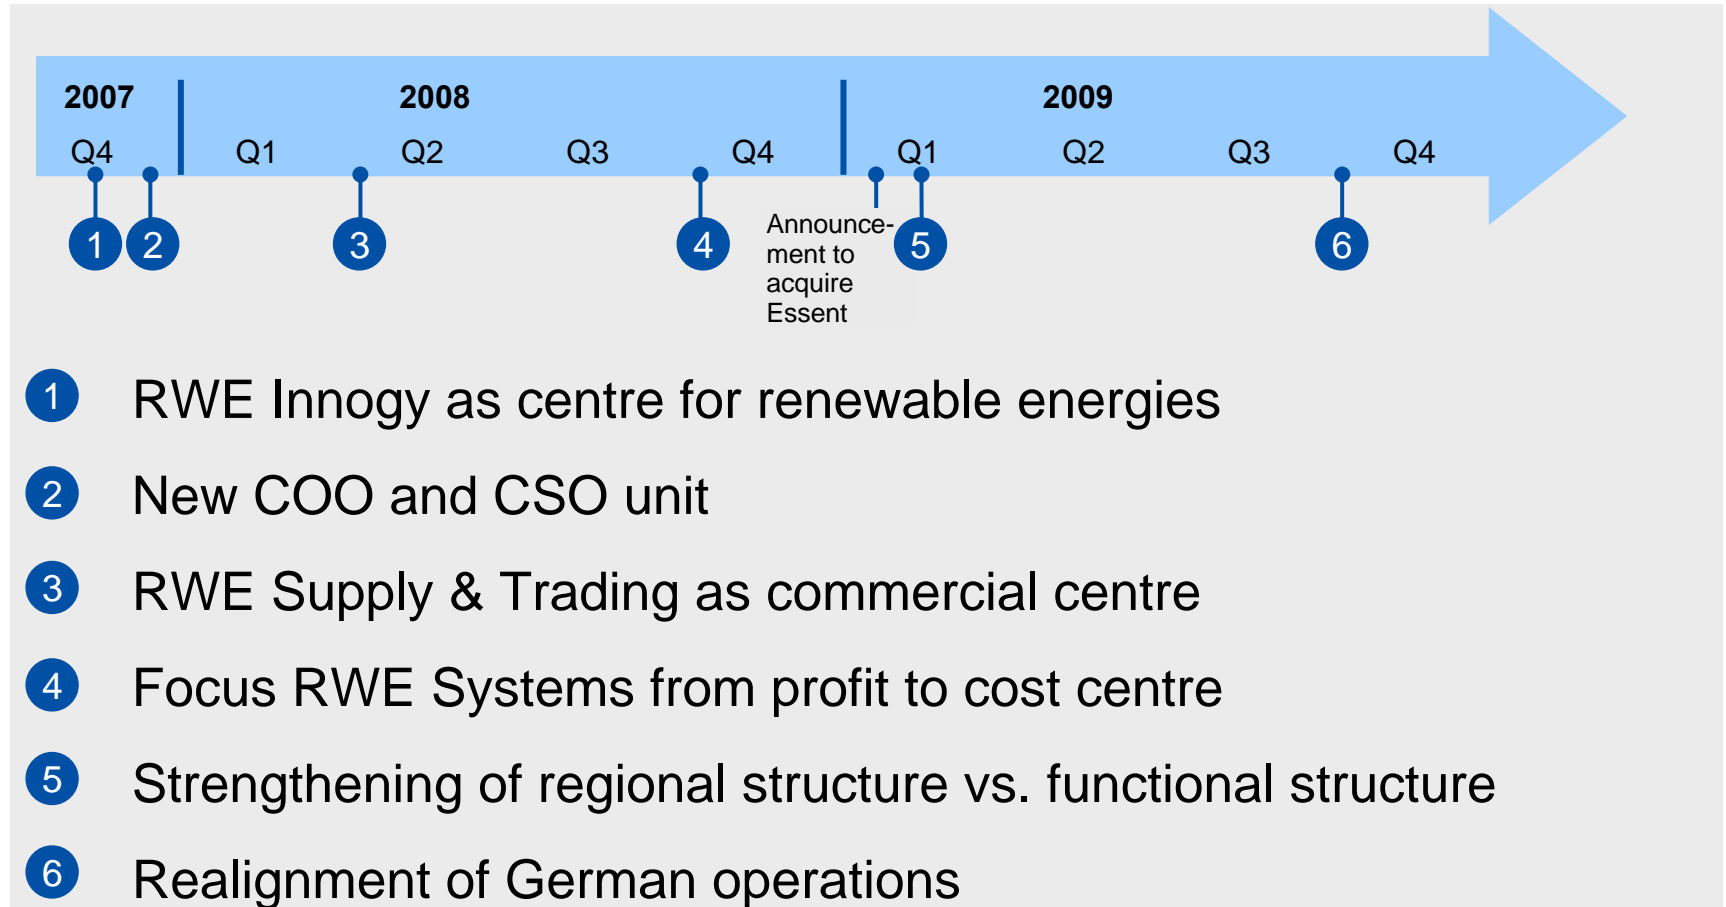 2007 2008 2009
Q4 Q1 Q2 Q3 Q4 Q1 Q2 Q3 Q4
1 2 3 4 5 6
Announce-
ment to
acquire
Essent
1 RWE Innogy as centre for renewable energies
2 New COO and CSO unit
3 RWE Supply & Trading as commercial centre
4 Focus RWE Systems from profit to cost centre
5 Strengthening of regional structure vs. functional structure
6 Realignment of German operations